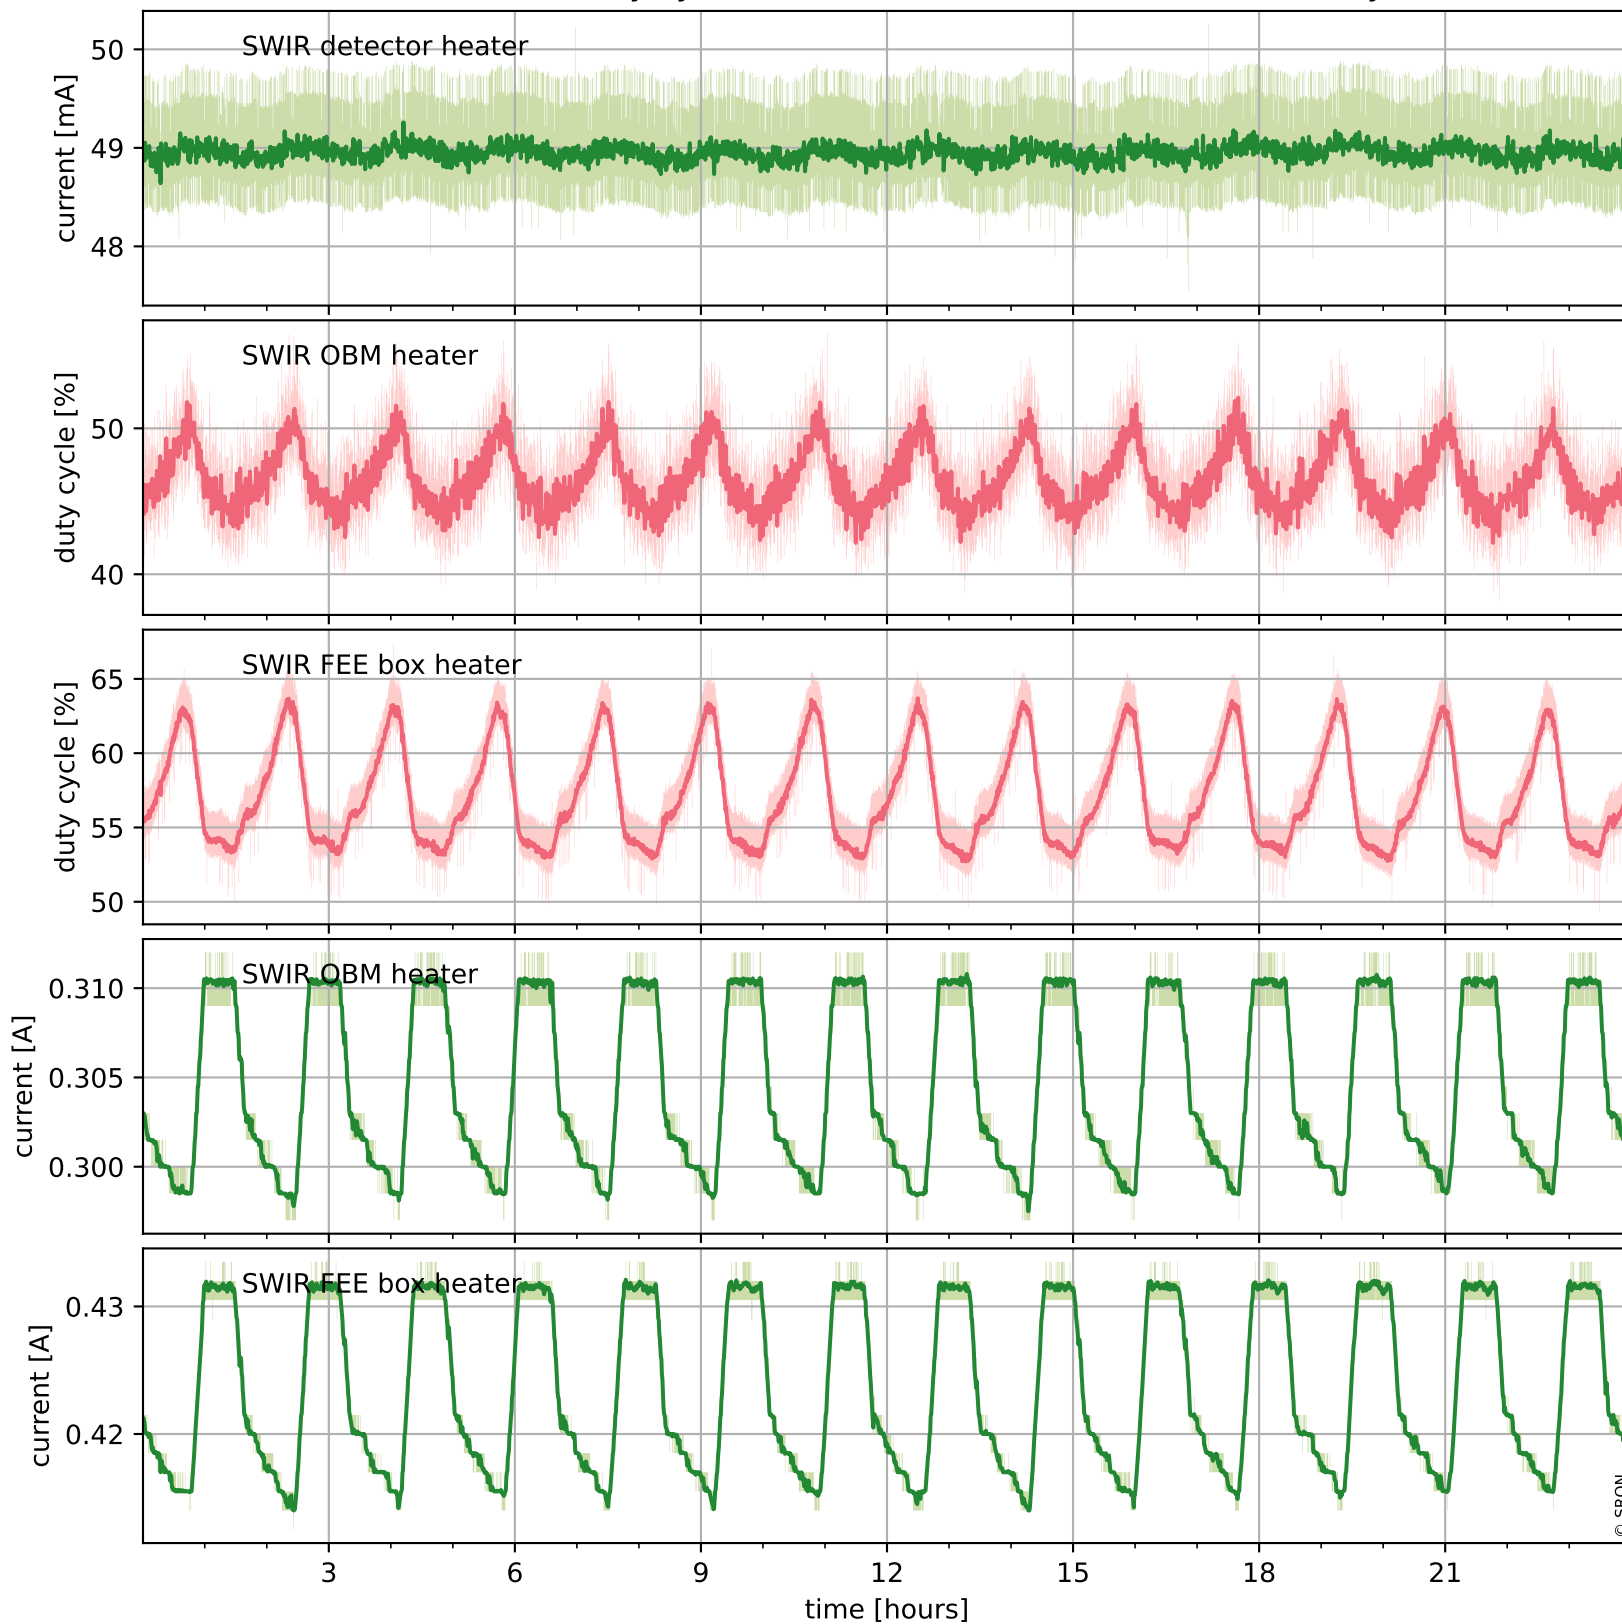 SWIR detector heater
50
49
48
current [mA]
SWIR OBM heater
50
40
duty cycle [%]
SWIR FEE box heater
65
60
55
50
duty cycle [%]
SWIR OBM heater
0.310
0.305
0.300
current [A]
SWIR FEE box heater
0.43
0.42
current [A]
3 6 9 12 15 18 21
time [hours]
© SRON